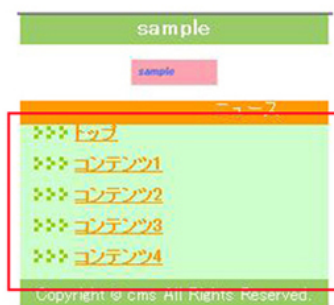 sample
sample
ニュース
>>> トップ
>>> コンテンツ1
>>> コンテンツ2
>>> コンテンツ3
>>> コンテンツ4
Copyright © cms All Rights Reserved.